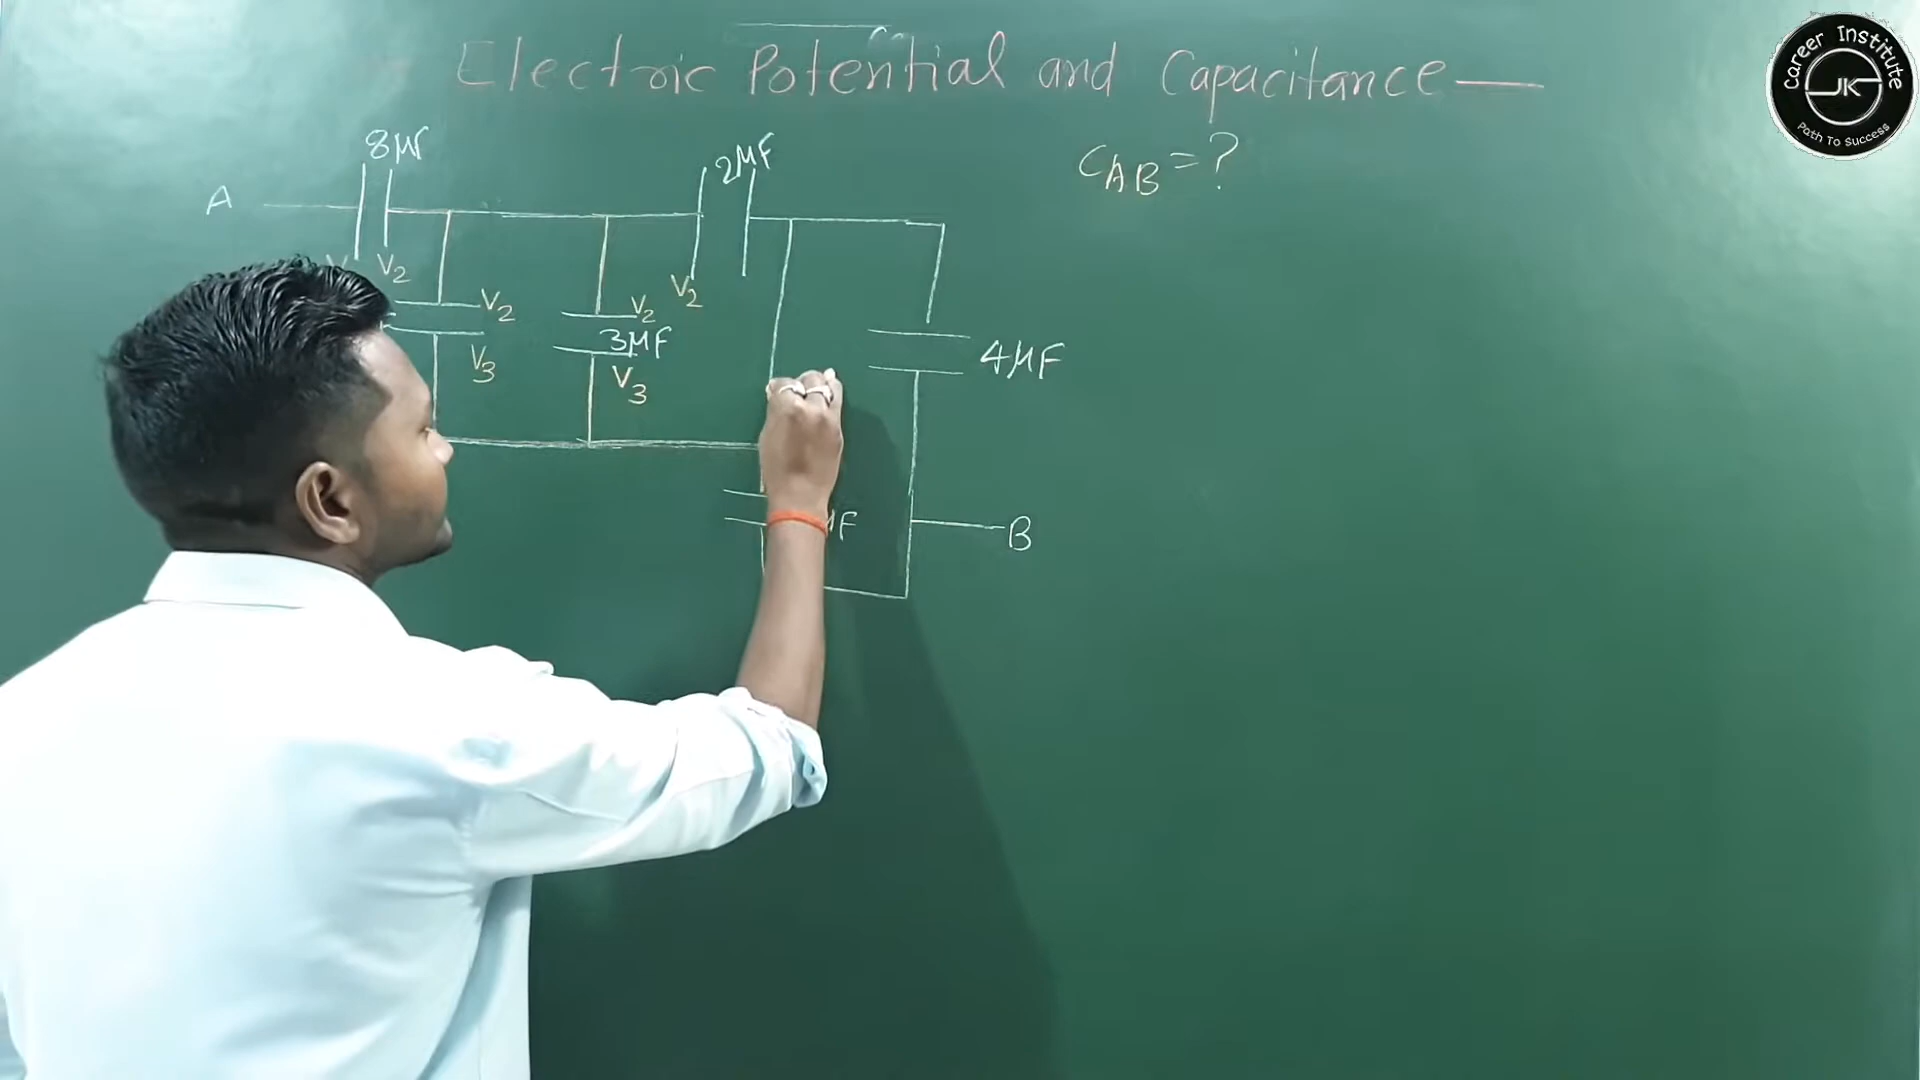 Electric Potential and Capacitance
Career Institute
JK
Path To Success
8μF
2μF
C_AB = ?
A
V2
V2
V2
V2
3μF
V3
V3
4μF
μF
B